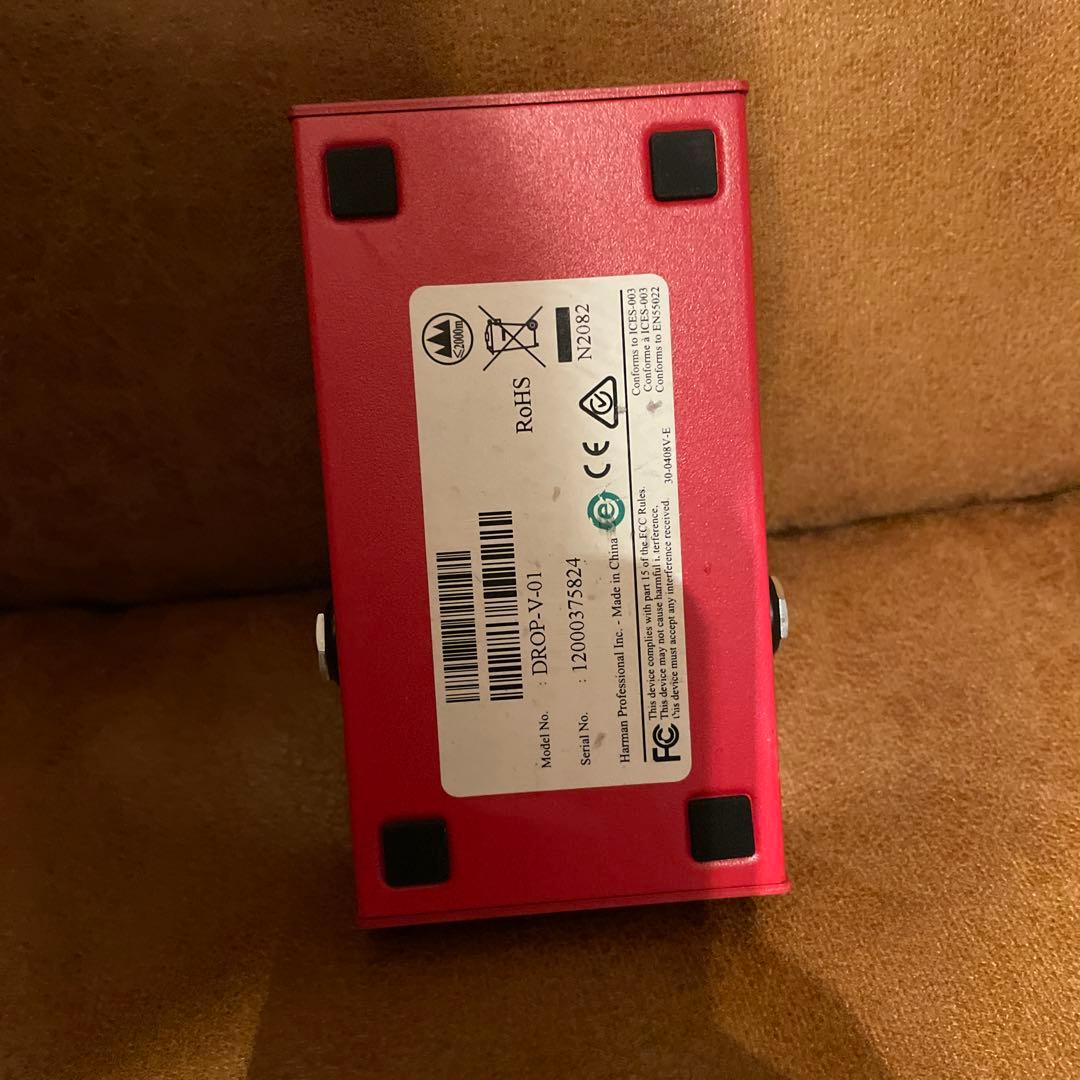 Model No. : DROP-V-01
Serial No. : 12000375824
Harman Professional Inc. - Made in China
RoHS
≤2000m
N2082
CE
FC
This device complies with part 15 of the FCC Rules.
This device may not cause harmful i. terference.
this device must accept any interference received.
30-0408V-E
Conforms to ICES-003
Conforme à ICES-003
Conforms to EN55022